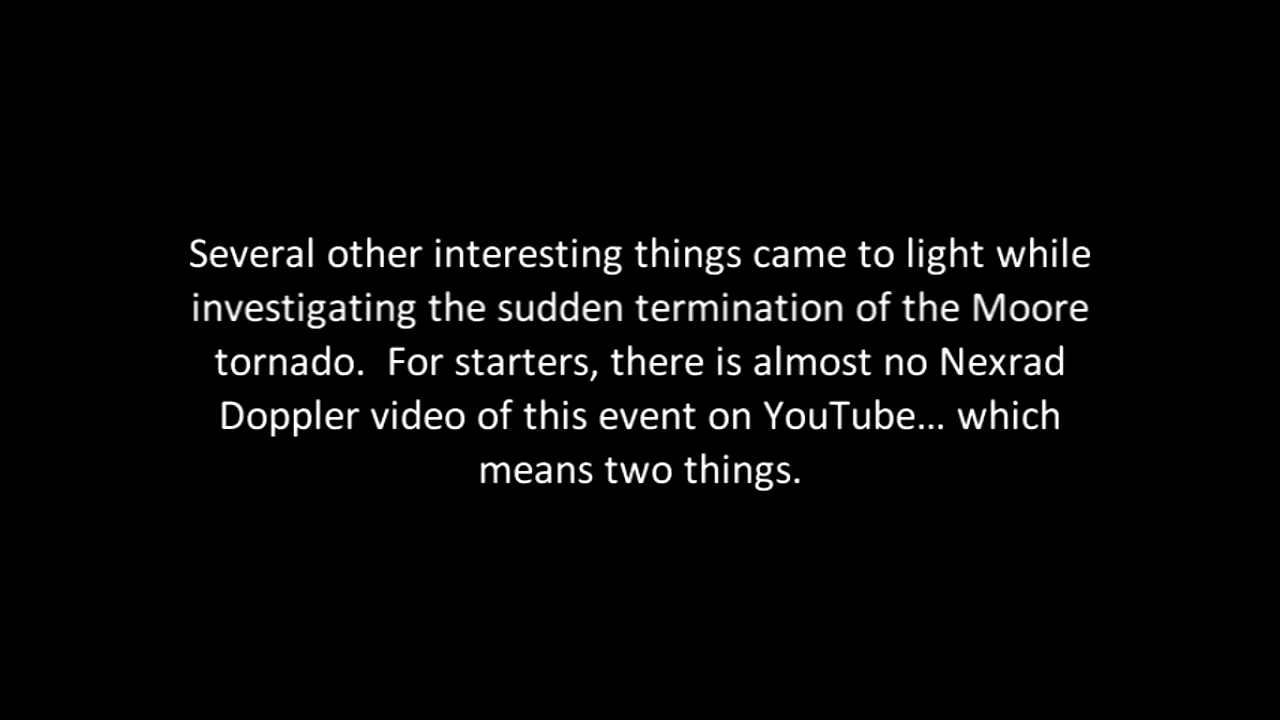 Several other interesting things came to light while
investigating the sudden termination of the Moore
tornado.  For starters, there is almost no Nexrad
Doppler video of this event on YouTube… which
means two things.